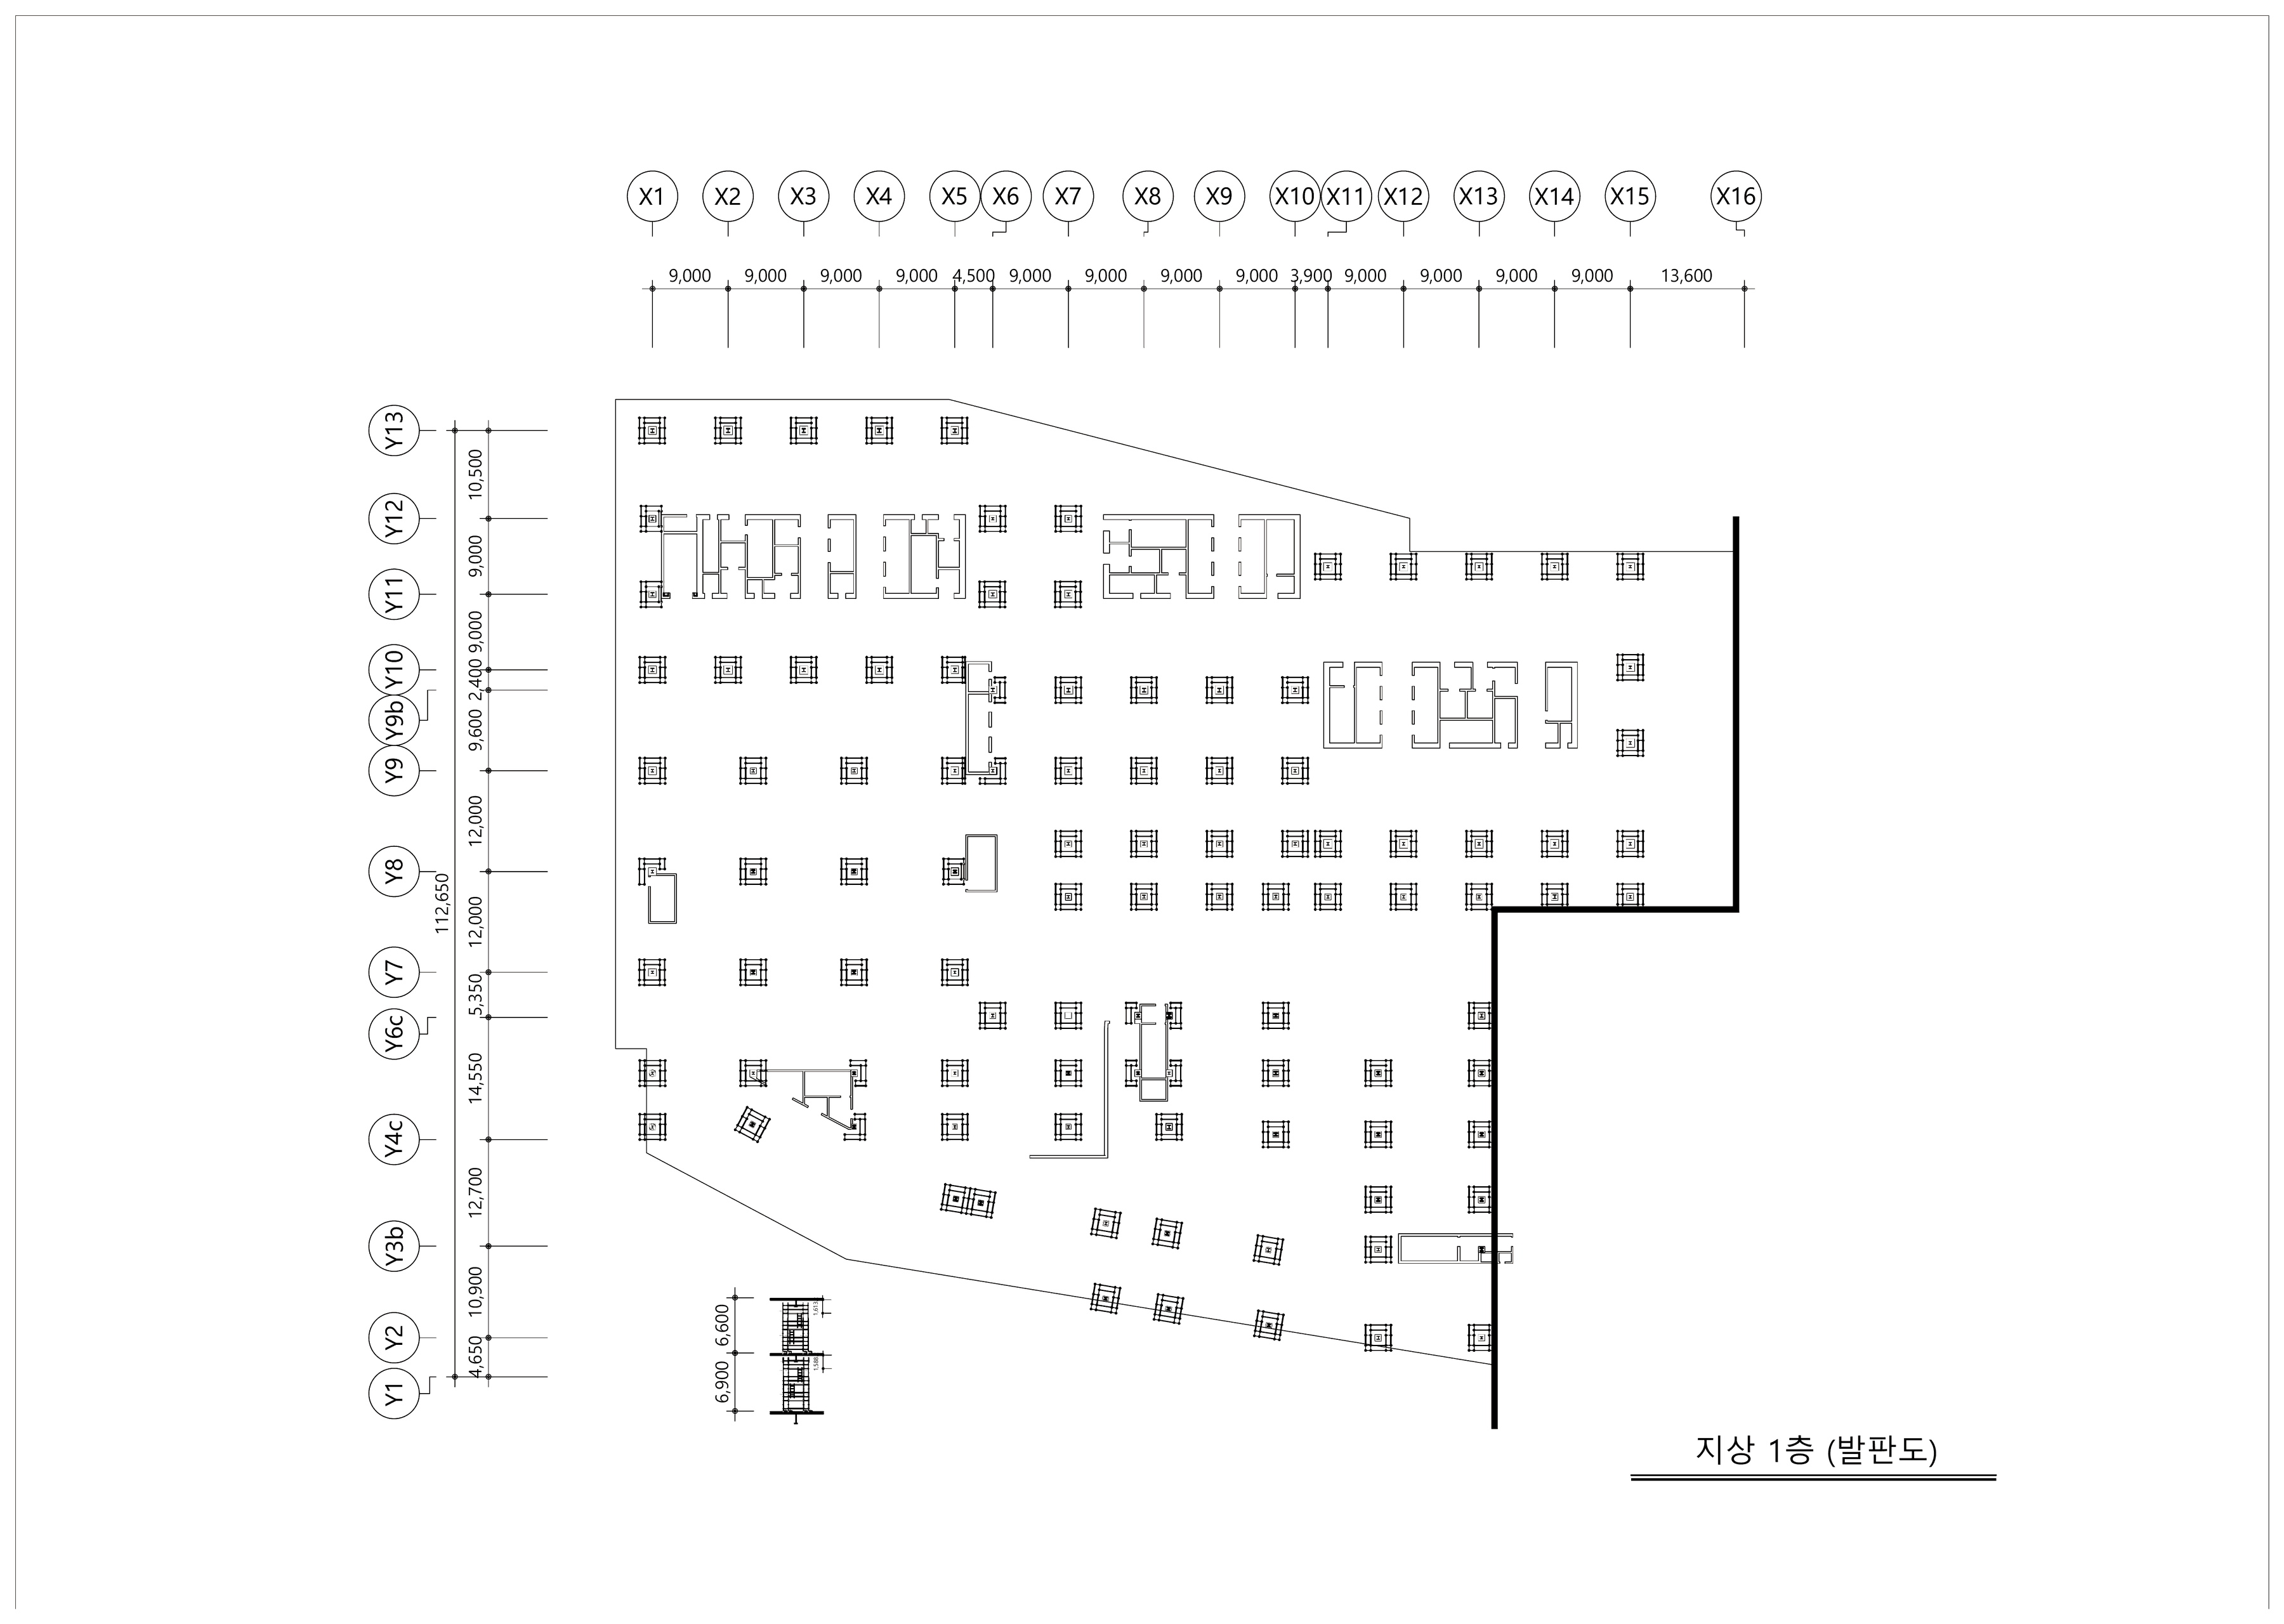 X1 X2 X3 X4 X5 X6 X7 X8 X9 X10 X11 X12 X13 X14 X15 X16
9,000 9,000 9,000 9,000 4,500 9,000 9,000 9,000 9,000 3,900 9,000 9,000 9,000 9,000 13,600
Y13
10,500
Y12
9,000
Y11
9,000
Y10
2,400
Y9b
9,600
Y9
12,000
Y8
112,650
12,000
Y7
5,350
Y6c
14,550
Y4c
12,700
Y3b
10,900
Y2
4,650
Y1
6,600
1,613
6,900
지상 1층 (발판도)